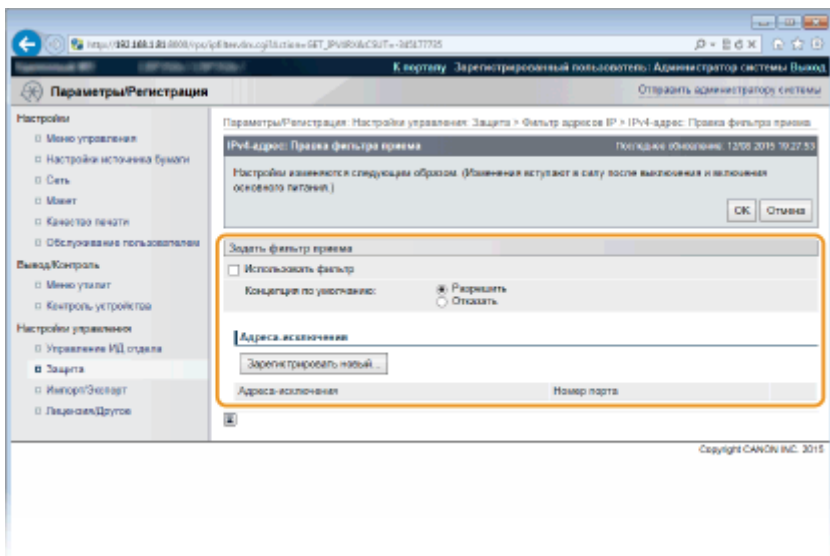 К порталу Зарегистрированный пользователь: Администратор системы Выход
Параметры/Регистрация
Отправить администратору системы
Настройки
Меню управления
Настройки источника бумаги
Сеть
Макет
Качество печати
Обслуживание пользователем
Вывод/Контроль
Меню утилит
Контроль устройства
Настройки управления
Управление ИД отдела
Защита
Импорт/Экспорт
Лицензия/Другое
Параметры/Регистрация: Настройки управления: Защита > Фильтр адресов IP > IPv4-адрес: Правка фильтра приема
IPv4-адрес: Правка фильтра приема
Последнее обновление: 2015 19:27:53
Настройки изменяются следующим образом. (Изменения вступают в силу после выключения и включения
основного питания.)
OK Отмена
Задать фильтр приема
Использовать фильтр
Концепция по умолчанию:
Разрешить
Отказать
Адреса-исключения
Зарегистрировать новый...
Адреса-исключения
Номер порта
Copyright CANON INC. 2015